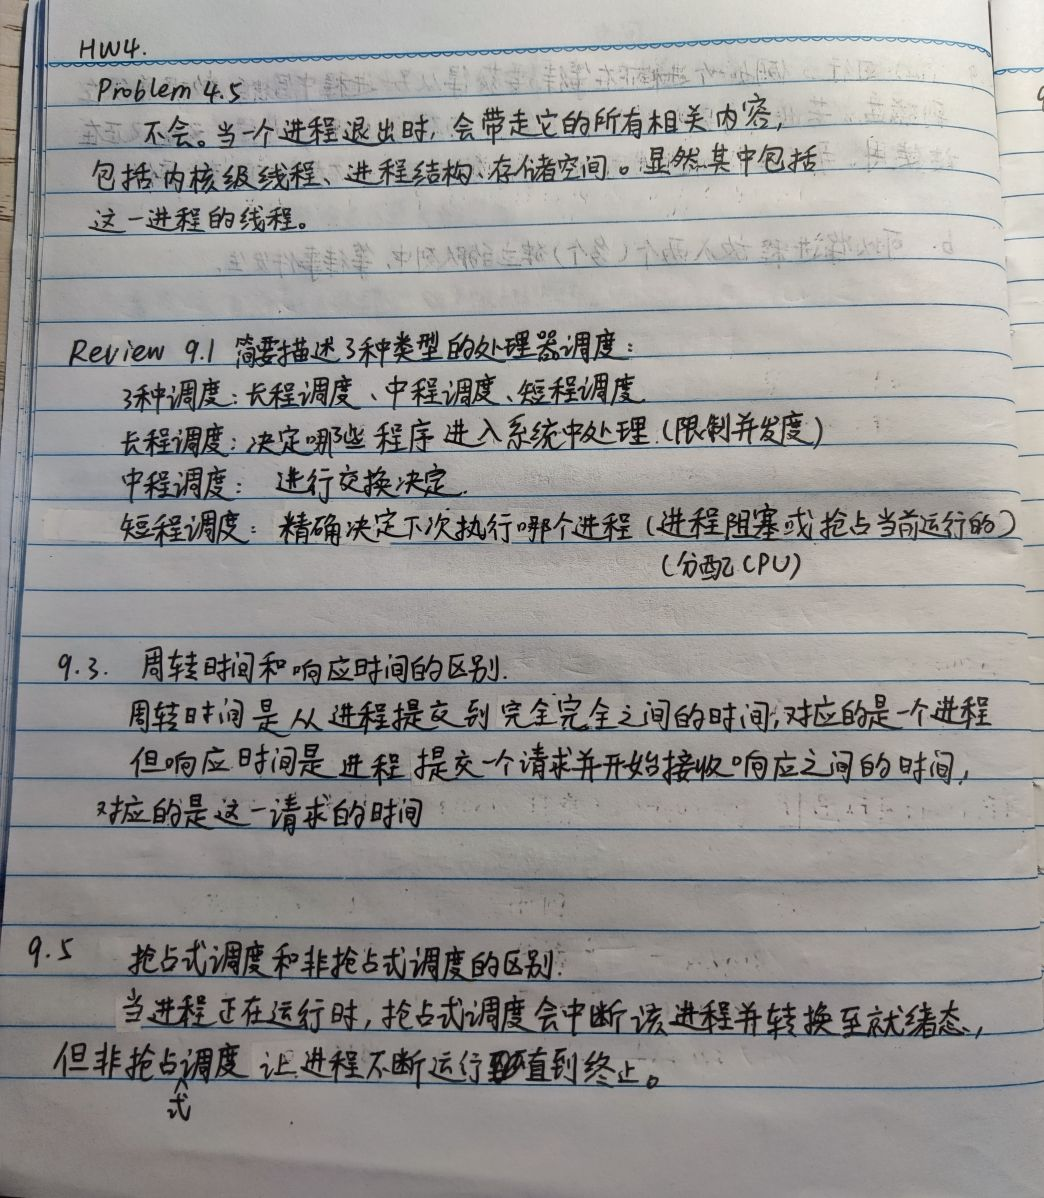 HW4.
Problem 4.5
不会。当一个进程退出时,会带走它的所有相关内容,
包括内核级线程、进程结构、存储空间。显然其中包括
这一进程的线程。
Review 9.1 简要描述3种类型的处理器调度:
3种调度:长程调度、中程调度、短程调度.
长程调度:决定哪些程序进入系统中处理.(限制并发度)
中程调度: 进行交换决定.
短程调度: 精确决定下次执行哪个进程(进程阻塞或抢占当前运行的)
(分配CPU)
9.3. 周转时间和响应时间的区别.
周转时间是从进程提交到完全完全之间的时间;对应的是一个进程
但响应时间是进程提交一个请求并开始接收响应之间的时间,
对应的是这一请求的时间
9.5 抢占式调度和非抢占式调度的区别.
当进程正在运行时,抢占式调度会中断该进程并转换至就绪态,
但非抢占式调度 让进程不断运行直到终止。